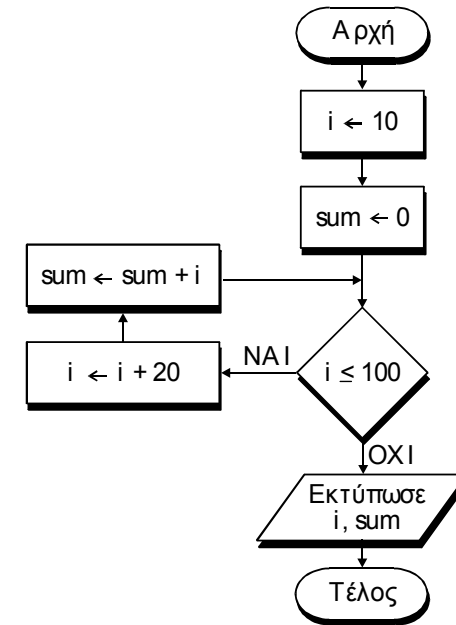 Αρχή
i ← 10
sum ← 0
sum ← sum + i
i ← i + 20
ΝΑΙ
i ≤ 100
ΟΧΙ
Εκτύπωσε
i, sum
Τέλος